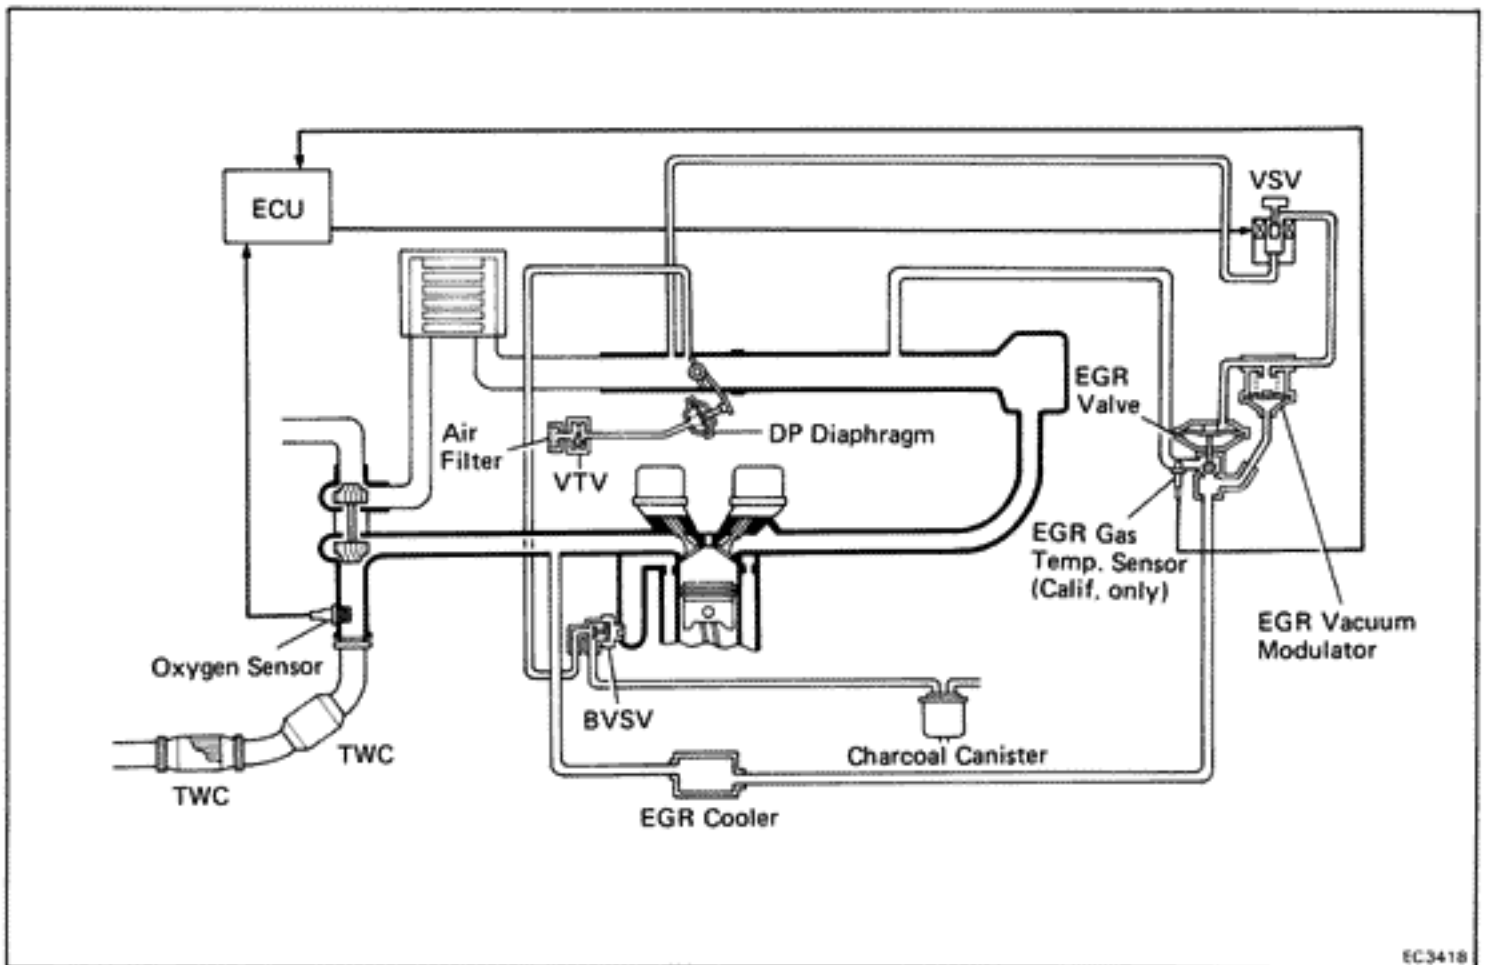 VSV
ECU
EGR
Valve
Air
Filter
DP Diaphragm
VTV
EGR Gas
Temp. Sensor
(Calif. only)
EGR Vacuum
Modulator
Oxygen Sensor
BVSV
TWC
Charcoal Canister
TWC
EGR Cooler
EC3418